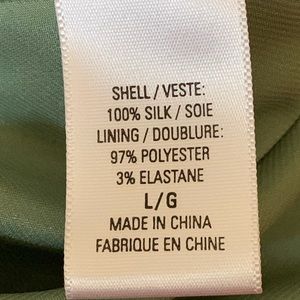 SHELL / VESTE:
100% SILK / SOIE
LINING / DOUBLURE:
97% POLYESTER
3% ELASTANE
L/G
MADE IN CHINA
FABRIQUE EN CHINE